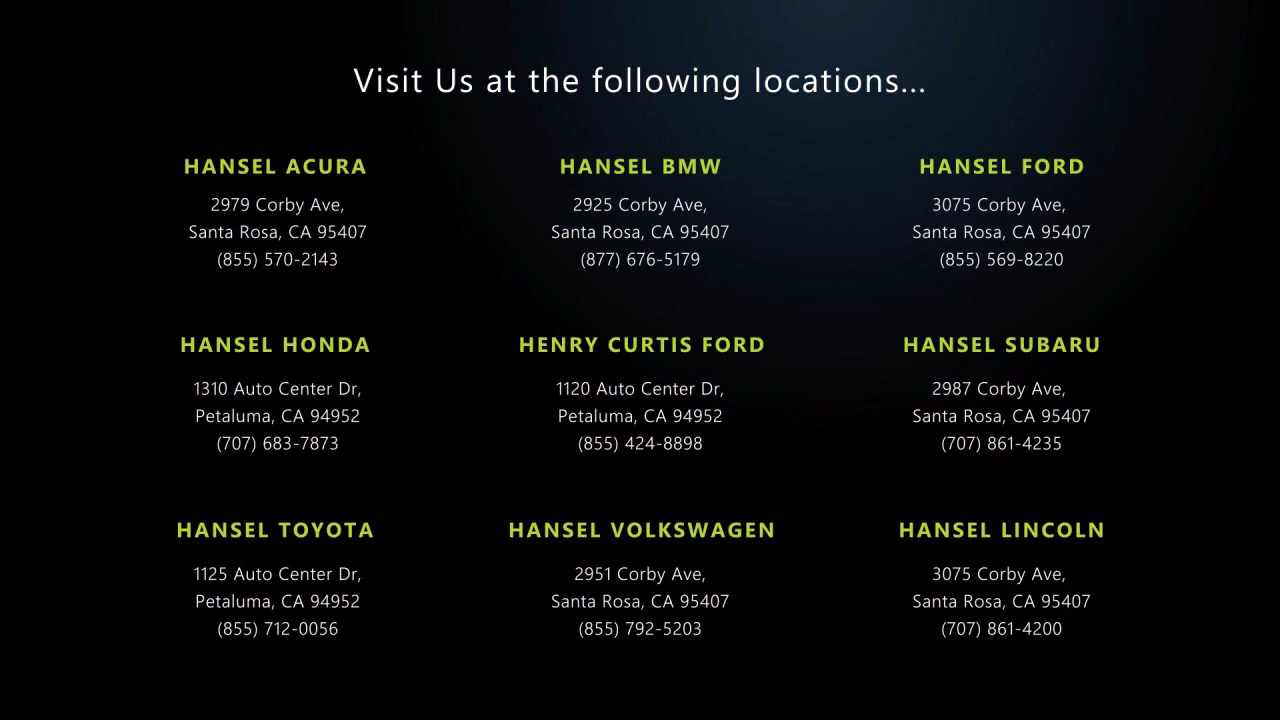 Visit Us at the following locations...
HANSEL ACURA
2979 Corby Ave,
Santa Rosa, CA 95407
(855) 570-2143
HANSEL BMW
2925 Corby Ave,
Santa Rosa, CA 95407
(877) 676-5179
HANSEL FORD
3075 Corby Ave,
Santa Rosa, CA 95407
(855) 569-8220
HANSEL HONDA
1310 Auto Center Dr,
Petaluma, CA 94952
(707) 683-7873
HENRY CURTIS FORD
1120 Auto Center Dr,
Petaluma, CA 94952
(855) 424-8898
HANSEL SUBARU
2987 Corby Ave,
Santa Rosa, CA 95407
(707) 861-4235
HANSEL TOYOTA
1125 Auto Center Dr,
Petaluma, CA 94952
(855) 712-0056
HANSEL VOLKSWAGEN
2951 Corby Ave,
Santa Rosa, CA 95407
(855) 792-5203
HANSEL LINCOLN
3075 Corby Ave,
Santa Rosa, CA 95407
(707) 861-4200